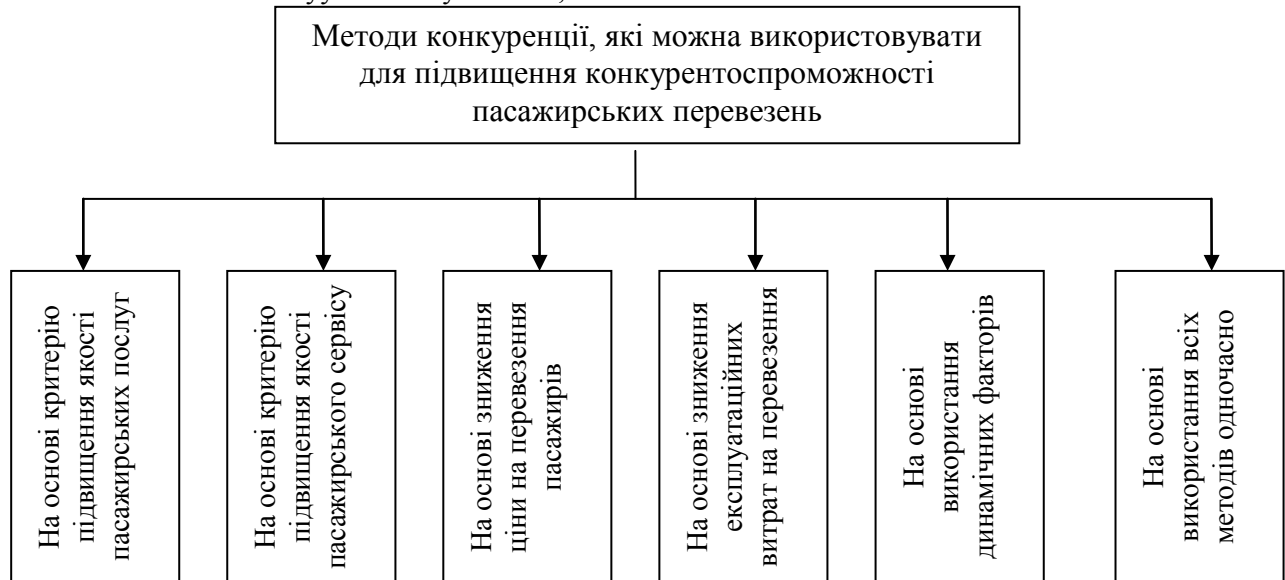 Методи конкуренції, які можна використовувати
для підвищення конкурентоспроможності
пасажирських перевезень
На основі критерію
підвищення якості
пасажирських послуг
На основі критерію
підвищення якості
пасажирського сервісу
На основі зниження
ціни на перевезення
пасажирів
На основі зниження
експлуатаційних
витрат на перевезення
На основі
використання
динамічних факторів
На основі
використання всіх
методів одночасно